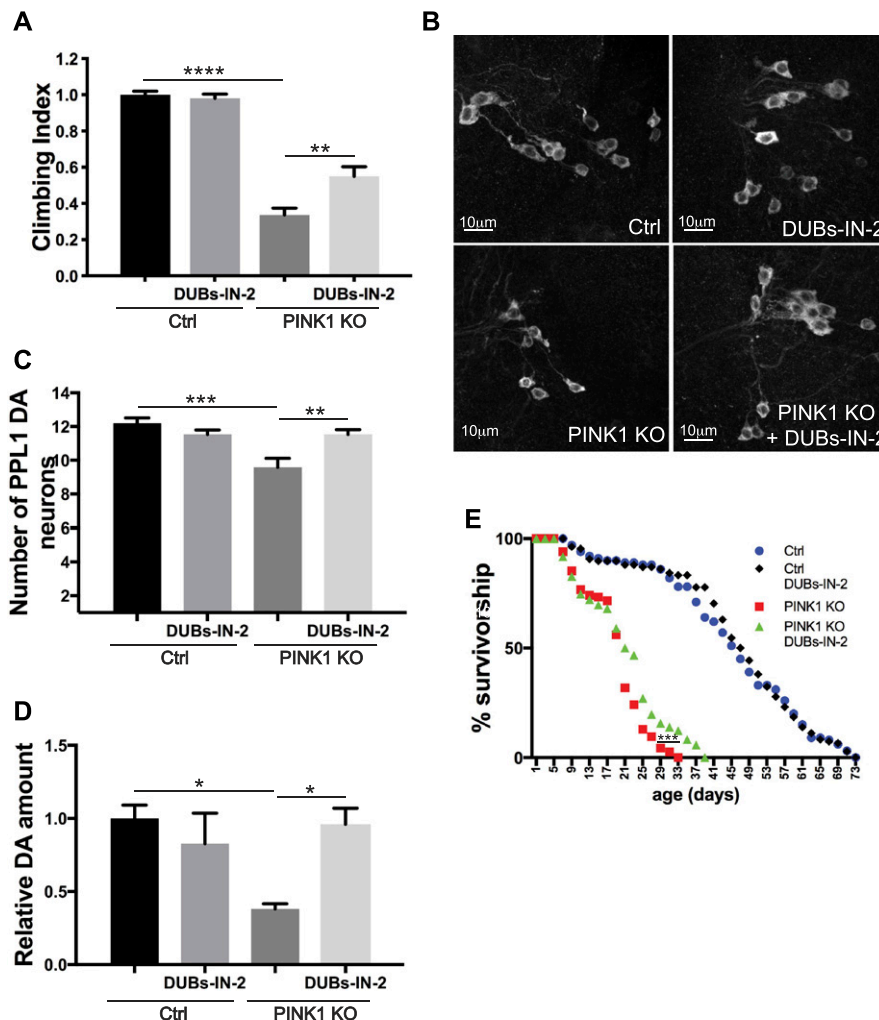 A
Climbing Index
1.2
1.0
0.8
0.6
0.4
0.2
0.0
****
**
DUBs-IN-2 DUBs-IN-2
Ctrl PINK1 KO
B
10μm Ctrl
10μm DUBs-IN-2
10μm PINK1 KO
10μm PINK1 KO
+ DUBs-IN-2
C
Number of PPL1 DA
neurons
14
12
10
8
6
4
2
***
**
DUBs-IN-2 DUBs-IN-2
Ctrl PINK1 KO
D
Relative DA amount
1.5
1.0
0.5
0.0
*
*
DUBs-IN-2 DUBs-IN-2
Ctrl PINK1 KO
E
% survivorship
100
50
0
Ctrl
Ctrl
DUBs-IN-2
PINK1 KO
PINK1 KO
DUBs-IN-2
***
1 5 9 13 17 21 25 29 33 37 41 45 49 53 57 61 65 69 73
age (days)